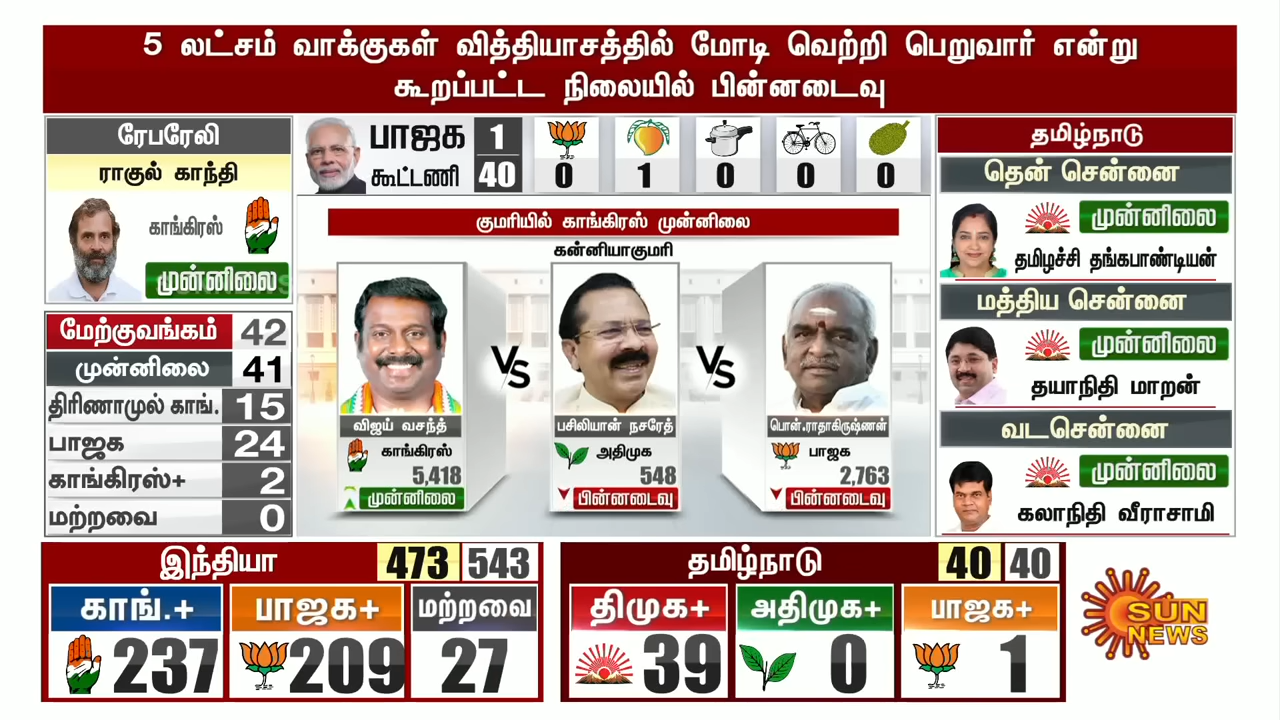 5 லட்சம் வாக்குகள் வித்தியாசத்தில் மோடி வெற்றி பெறுவார் என்று
கூறப்பட்ட நிலையில் பின்னடைவு
ரேபரேலி
ராகுல் காந்தி
காங்கிரஸ்
முன்னிலை
மேற்குவங்கம் 42
முன்னிலை 41
திரிணாமுல் காங். 15
பாஜக 24
காங்கிரஸ்+ 2
மற்றவை 0
பாஜக 1
கூட்டணி 40
0 1 0 0 0
குமரியில் காங்கிரஸ் முன்னிலை
கன்னியாகுமரி
VS VS
விஜய் வசந்த் பசிலியான் நசரேத் பொன்.ராதாகிருஷ்ணன்
காங்கிரஸ் அதிமுக பாஜக
5,418 548 2,763
முன்னிலை பின்னடைவு பின்னடைவு
தமிழ்நாடு
தென் சென்னை
முன்னிலை
தமிழச்சி தங்கபாண்டியன்
மத்திய சென்னை
முன்னிலை
தயாநிதி மாறன்
வடசென்னை
முன்னிலை
கலாநிதி வீராசாமி
இந்தியா 473 543
காங்.+ பாஜக+ மற்றவை
237 209 27
தமிழ்நாடு 40 40
திமுக+ அதிமுக+ பாஜக+
39 0 1
SUN
NEWS